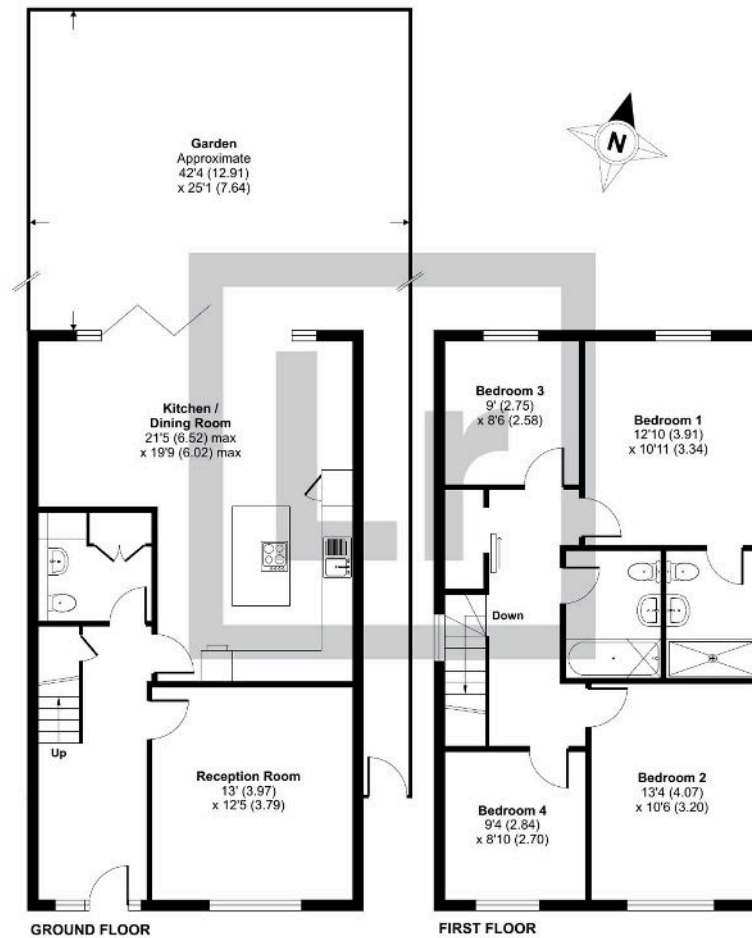 Garden
Approximate
42'4 (12.91)
x 25'1 (7.64)
N
Kitchen /
Dining Room
21'5 (6.52) max
x 19'9 (6.02) max
Up
Reception Room
13' (3.97)
x 12'5 (3.79)
GROUND FLOOR
Bedroom 3
9' (2.75)
x 8'6 (2.58)
Bedroom 1
12'10 (3.91)
x 10'11 (3.34)
Down
Bedroom 4
9'4 (2.84)
x 8'10 (2.70)
Bedroom 2
13'4 (4.07)
x 10'6 (3.20)
FIRST FLOOR
Lr